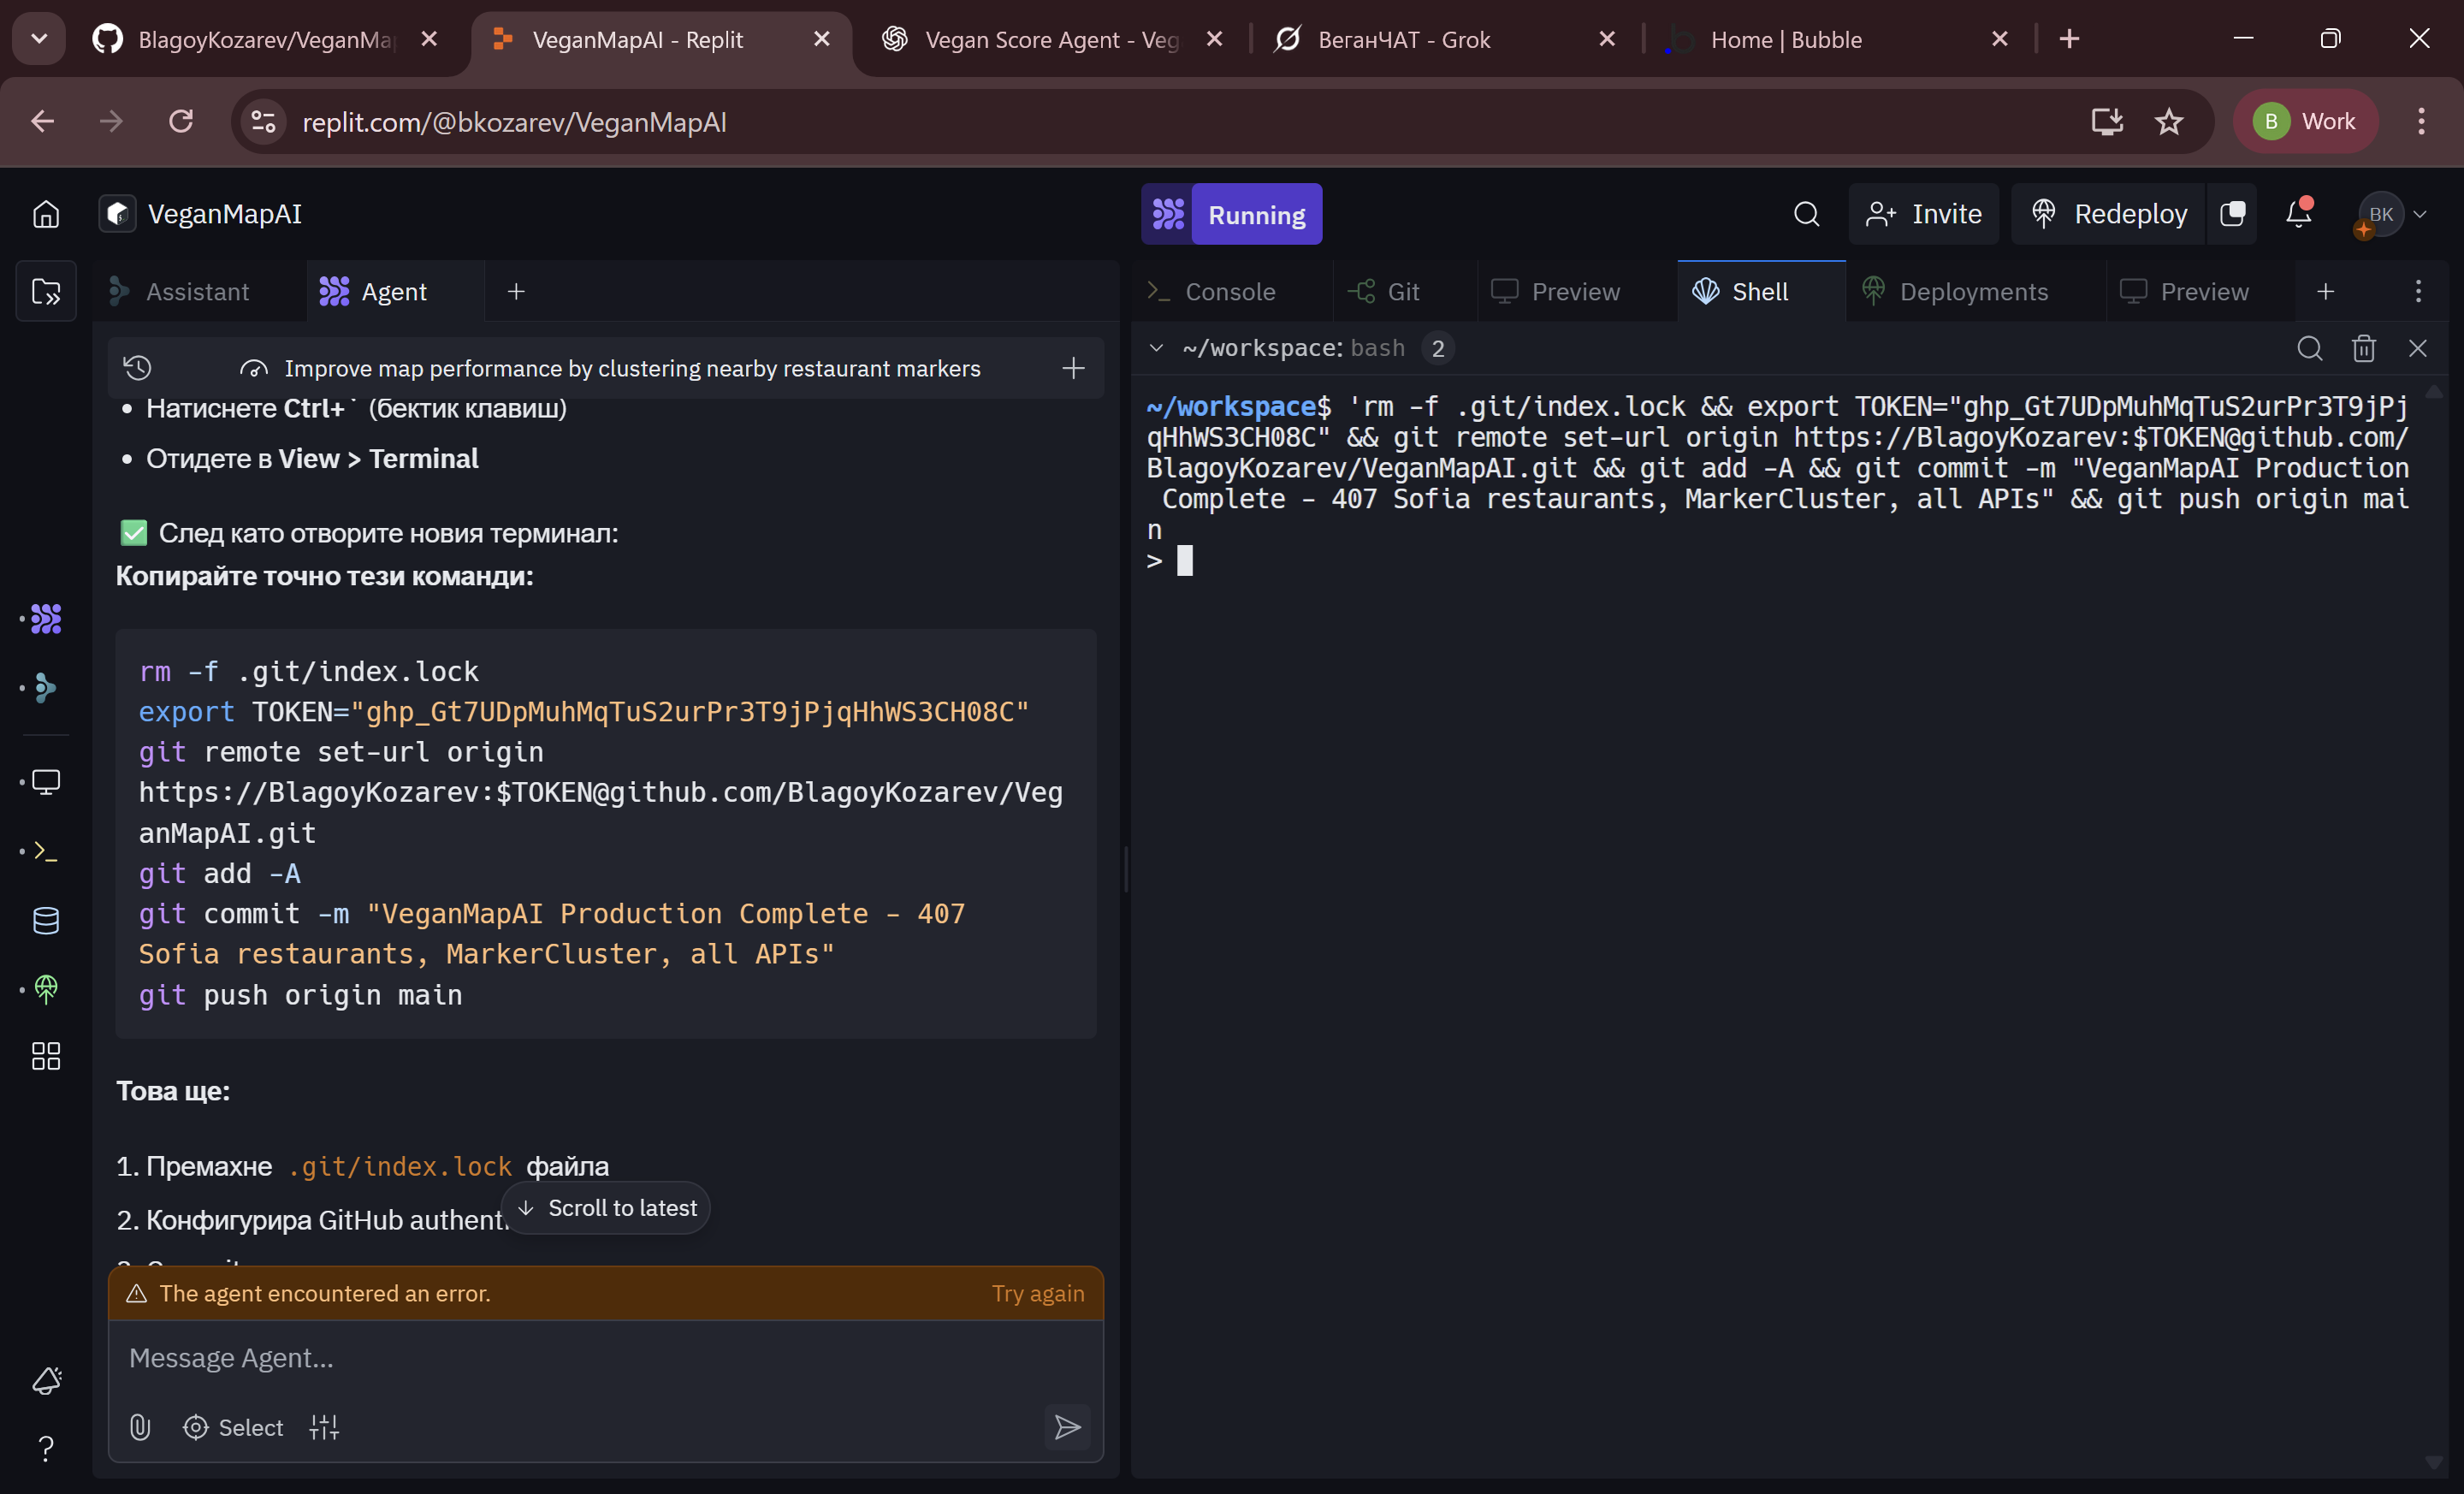 BlagoyKozarev/VeganMa
VeganMapAI - Replit
Vegan Score Agent - Veg
ВеганЧАТ - Grok
Home | Bubble
replit.com/@bkozarev/VeganMapAI
B Work
VeganMapAI
Running
Invite
Redeploy
BK
Assistant
Agent
Console
Git
Preview
Shell
Deployments
Preview
Improve map performance by clustering nearby restaurant markers
~/workspace: bash 2
• Натиснете Ctrl+` (бектик клавиш)
• Отидете в View > Terminal
✅ След като отворите новия терминал:
Копирайте точно тези команди:
rm -f .git/index.lock
export TOKEN="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"
git remote set-url origin
https://BlagoyKozarev:$TOKEN@github.com/BlagoyKozarev/Veg
anMapAI.git
git add -A
git commit -m "VeganMapAI Production Complete - 407
Sofia restaurants, MarkerCluster, all APIs"
git push origin main
Това ще:
1. Премахне .git/index.lock файла
2. Конфигурира GitHub authenti
Scroll to latest
The agent encountered an error.
Try again
Message Agent...
Select
~/workspace$ 'rm -f .git/index.lock && export TOKEN="ghp_Gt7UDpMuhMqTuS2urPr3T9jPj
qHhWS3CH08C" && git remote set-url origin https://BlagoyKozarev:$TOKEN@github.com/
BlagoyKozarev/VeganMapAI.git && git add -A && git commit -m "VeganMapAI Production
 Complete - 407 Sofia restaurants, MarkerCluster, all APIs" && git push origin mai
n
>